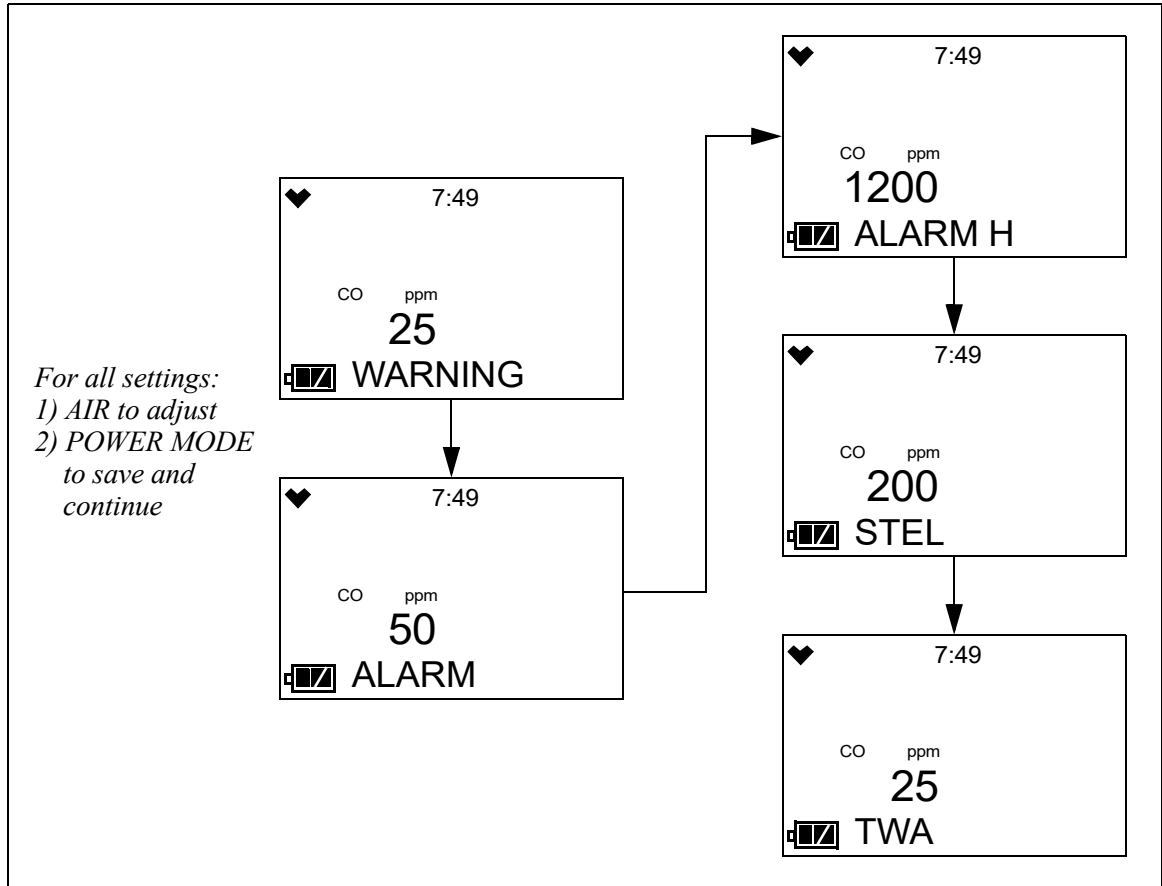 For all settings:
1) AIR to adjust
2) POWER MODE
to save and
continue
7:49
CO ppm
25
WARNING
7:49
CO ppm
50
ALARM
7:49
CO ppm
1200
ALARM H
7:49
CO ppm
200
STEL
7:49
CO ppm
25
TWA